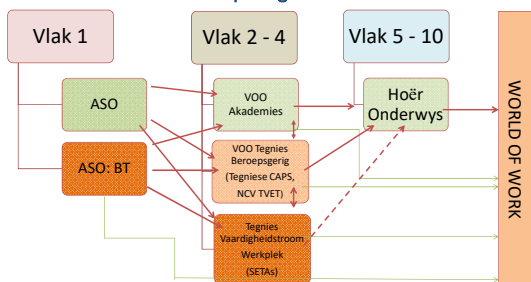 Vlak 1
Vlak 2 - 4
Vlak 5 - 10
ASO
ASO: BT
VOO
Akademies
VOO Tegnies
Beroepsgerig
(Tegniese CAPS,
NCV TVET)
Tegnies
Vaardigheidstroom
Werkplek
(SETAs)
Hoër
Onderwys
WORLD OF WORK